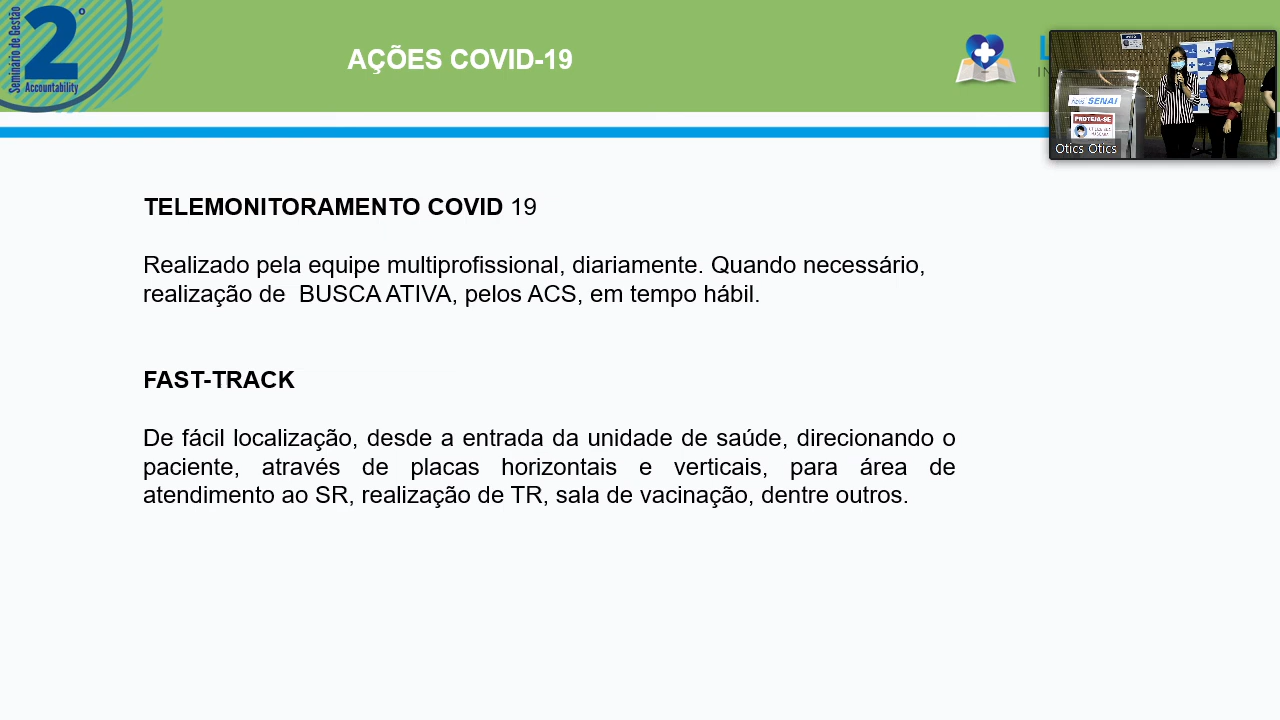 Seminário de Gestão
2º
Accountability
AÇÕES COVID-19
L
IN
SENAI
PROTEJA-SE
Otics Otics
TELEMONITORAMENTO COVID 19
Realizado pela equipe multiprofissional, diariamente. Quando necessário,
realização de BUSCA ATIVA, pelos ACS, em tempo hábil.
FAST-TRACK
De fácil localização, desde a entrada da unidade de saúde, direcionando o
paciente, através de placas horizontais e verticais, para área de
atendimento ao SR, realização de TR, sala de vacinação, dentre outros.